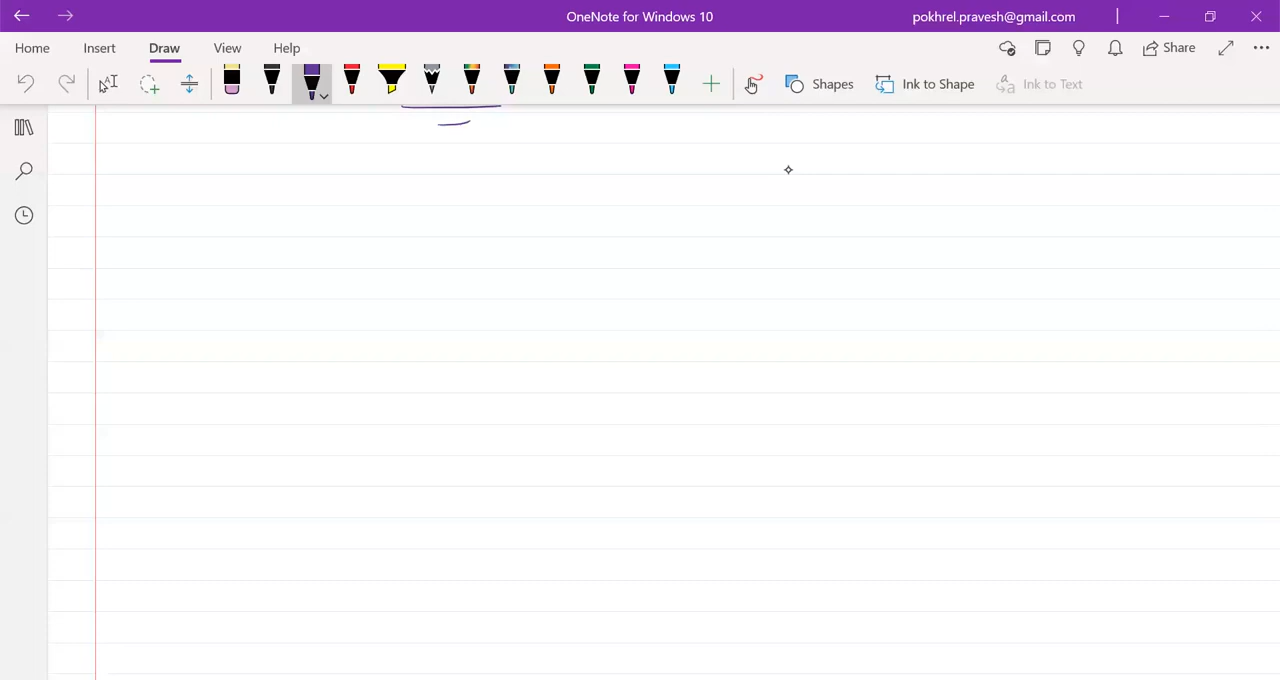 OneNote for Windows 10 pokhrel.pravesh@gmail.com
Home Insert Draw View Help Share
Shapes Ink to Shape Ink to Text